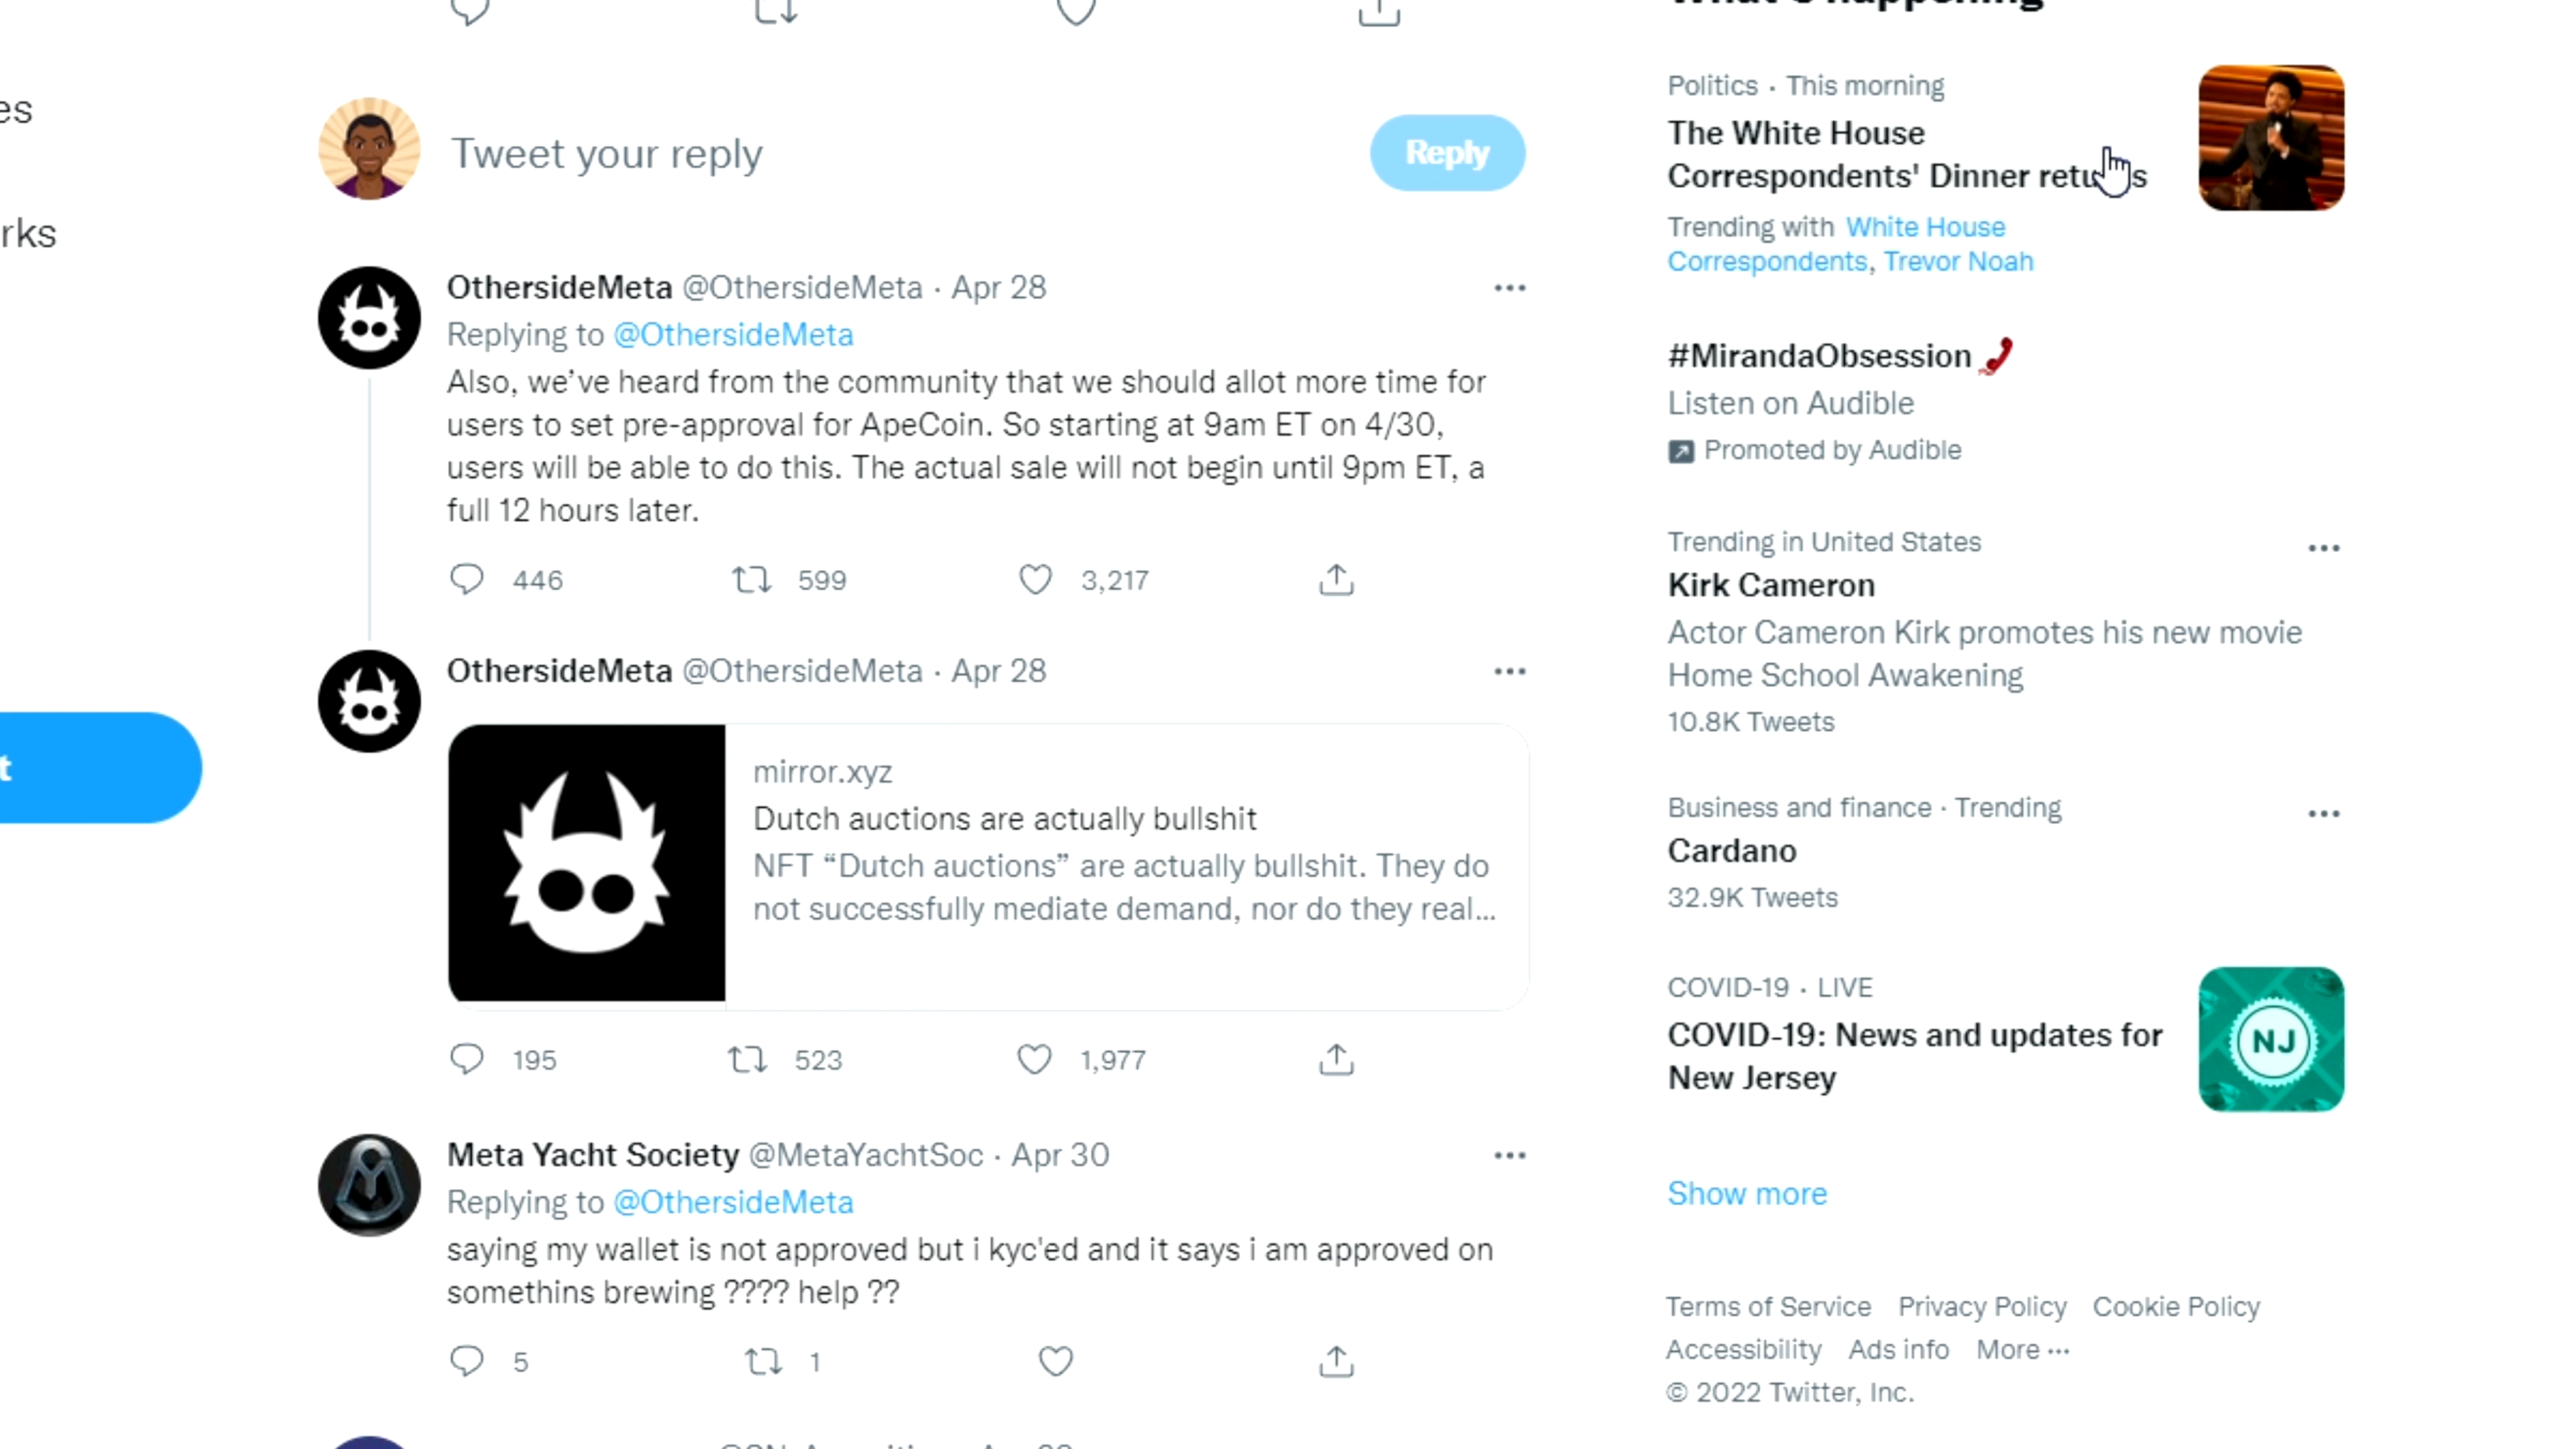 es
rks
t
Tweet your reply
Reply
OthersideMeta @OthersideMeta · Apr 28
Replying to @OthersideMeta
Also, we’ve heard from the community that we should allot more time for
users to set pre-approval for ApeCoin. So starting at 9am ET on 4/30,
users will be able to do this. The actual sale will not begin until 9pm ET, a
full 12 hours later.
446 599 3,217
OthersideMeta @OthersideMeta · Apr 28
mirror.xyz
Dutch auctions are actually bullshit
NFT “Dutch auctions” are actually bullshit. They do
not successfully mediate demand, nor do they real...
195 523 1,977
Meta Yacht Society @MetaYachtSoc · Apr 30
Replying to @OthersideMeta
saying my wallet is not approved but i kyc'ed and it says i am approved on
somethins brewing ???? help ??
5 1
What's happening
Politics · This morning
The White House
Correspondents' Dinner returns
Trending with White House
Correspondents, Trevor Noah
#MirandaObsession
Listen on Audible
Promoted by Audible
Trending in United States
Kirk Cameron
Actor Cameron Kirk promotes his new movie
Home School Awakening
10.8K Tweets
Business and finance · Trending
Cardano
32.9K Tweets
COVID-19 · LIVE
COVID-19: News and updates for
New Jersey
NJ
Show more
Terms of Service Privacy Policy Cookie Policy
Accessibility Ads info More ···
© 2022 Twitter, Inc.